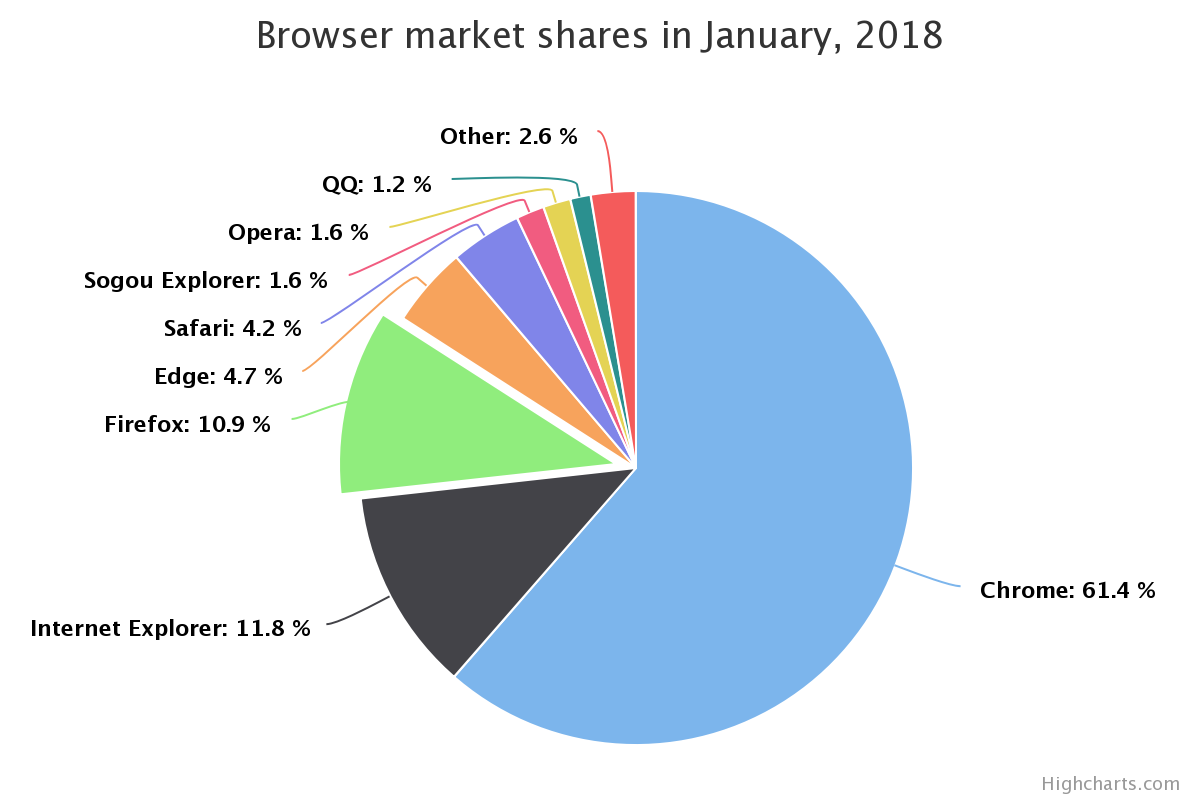 Browser market shares in January, 2018
Other: 2.6 %
QQ: 1.2 %
Opera: 1.6 %
Sogou Explorer: 1.6 %
Safari: 4.2 %
Edge: 4.7 %
Firefox: 10.9 %
Chrome: 61.4 %
Internet Explorer: 11.8 %
Highcharts.com